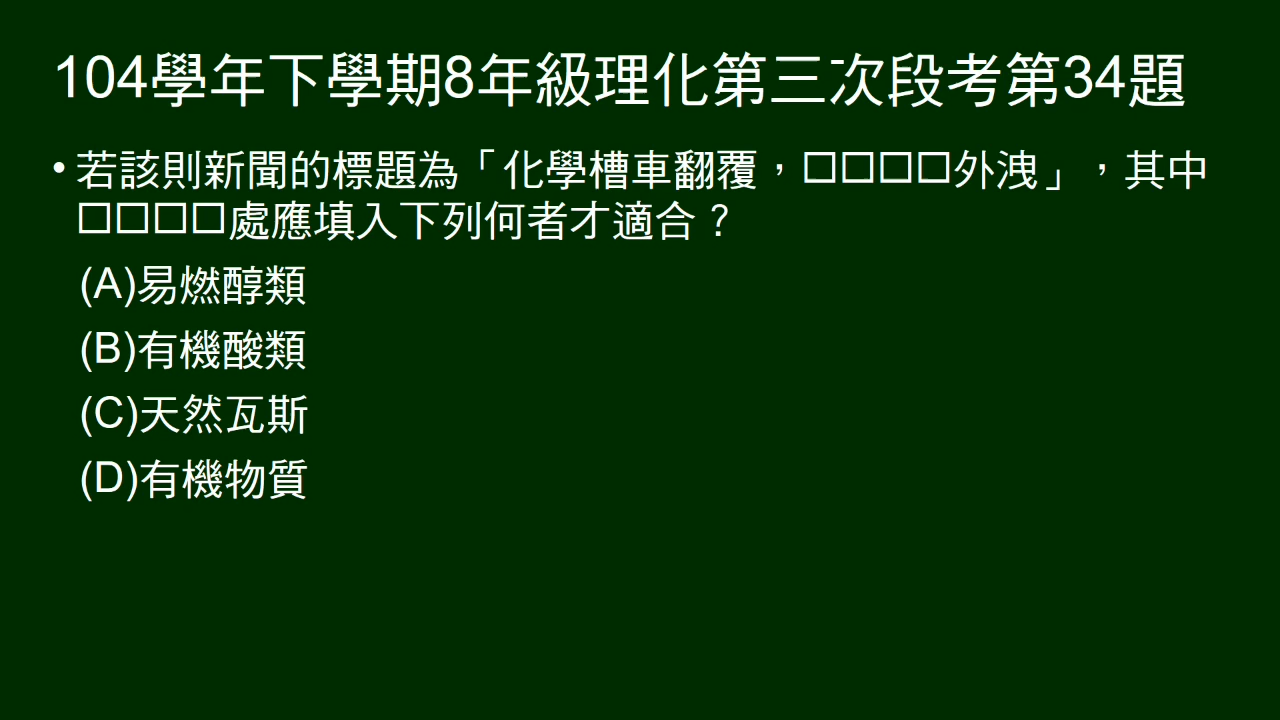 104學年下學期8年級理化第三次段考第34題
• 若該則新聞的標題為「化學槽車翻覆，□□□□外洩」，其中
□□□□處應填入下列何者才適合？
(A)易燃醇類
(B)有機酸類
(C)天然瓦斯
(D)有機物質